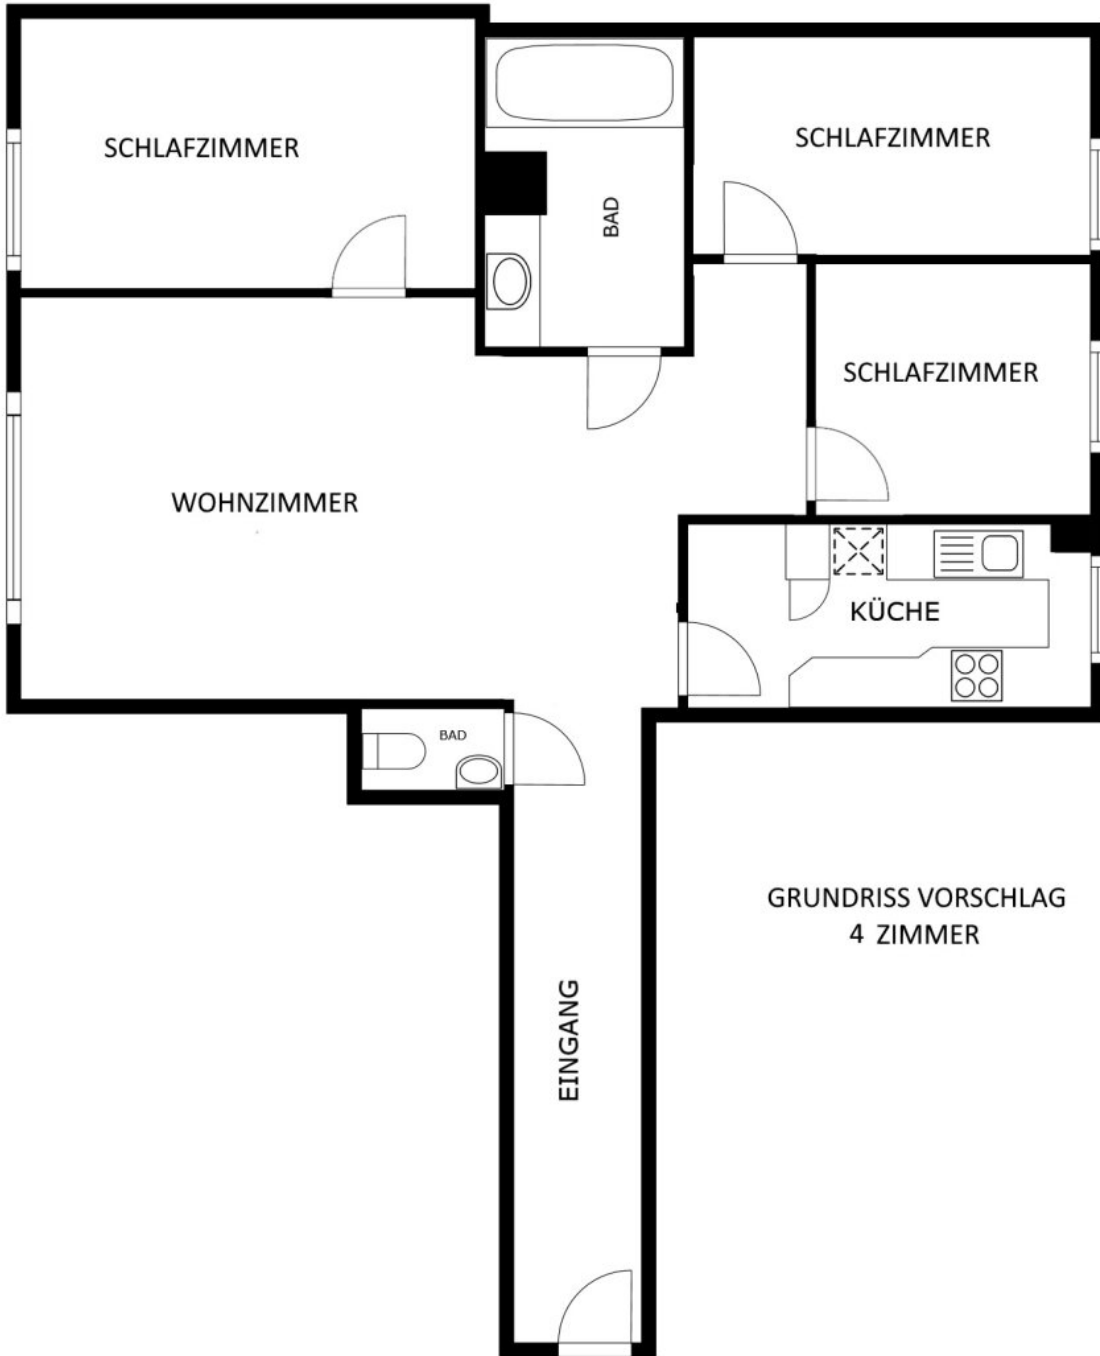 SCHLAFZIMMER
SCHLAFZIMMER
BAD
SCHLAFZIMMER
WOHNZIMMER
KÜCHE
BAD
GRUNDRISS VORSCHLAG
4 ZIMMER
EINGANG